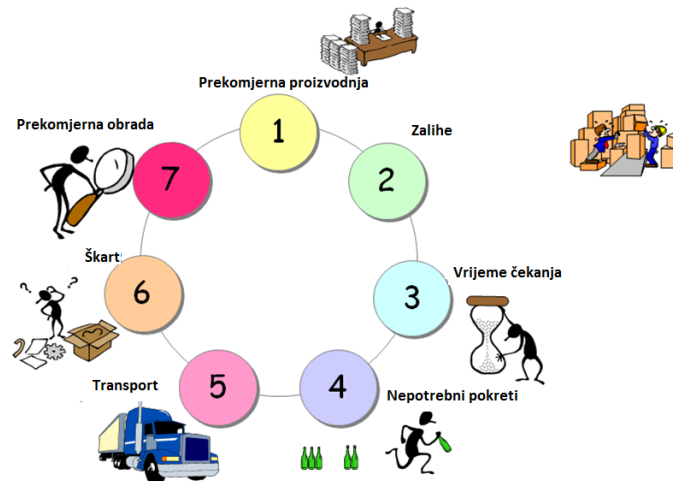 Prekomjerna proizvodnja
1
Zalihe
2
Vrijeme čekanja
3
Nepotrebni pokreti
4
Transport
5
Škart
6
Prekomjerna obrada
7
? ?